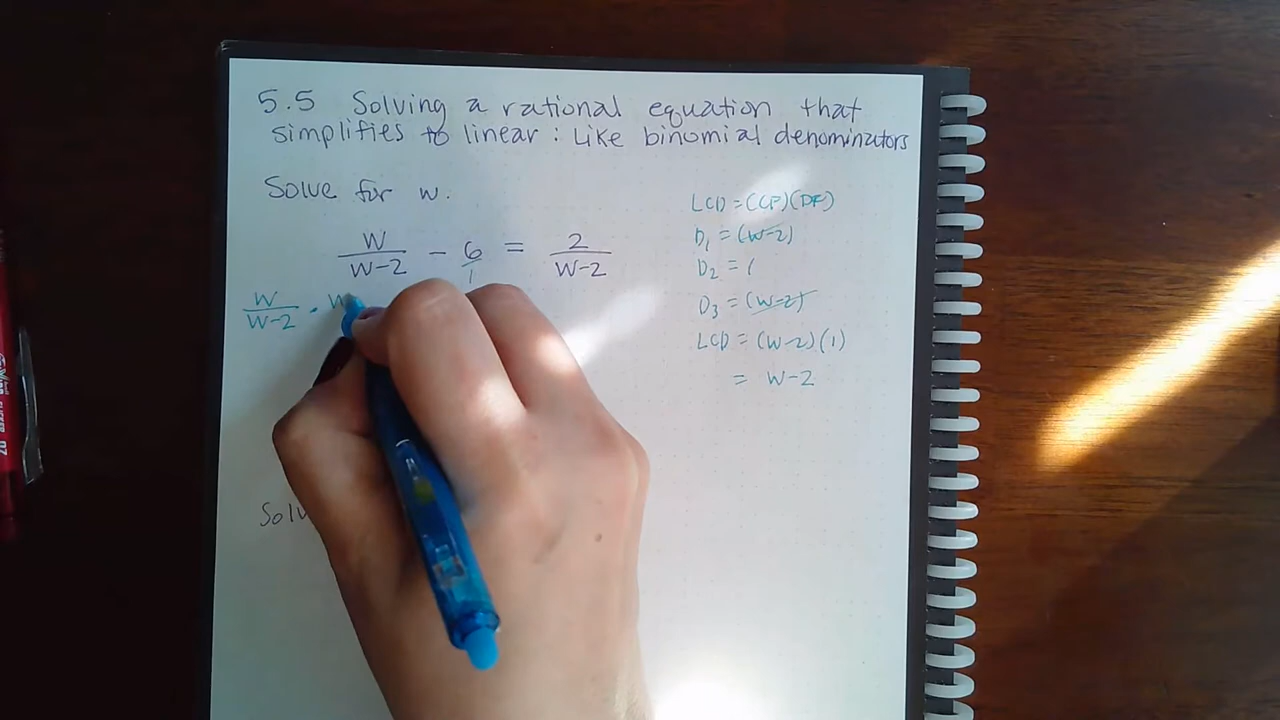 5.5 Solving a rational equation that
simplifies to linear: Like binomial denominators
Solve for w.
w/(w-2) - 6/1 = 2/(w-2)
w/(w-2) · w
LCD = (CF)(DF)
D₁ = (w-2)
D₂ = 1
D₃ = (w-2)
LCD = (w-2)(1)
= w-2